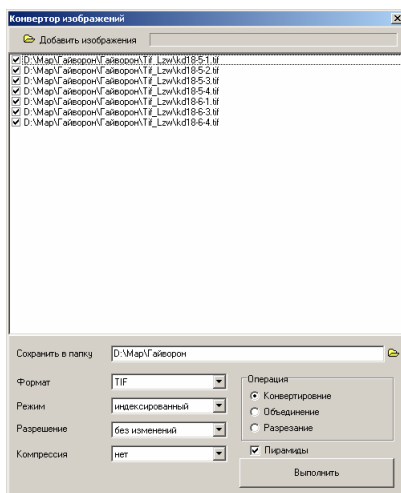 Конвертор изображений
Добавить изображения
D:\Map\Гайворон\Гайворон\Tif_Lzw\kd18-5-1.tif
D:\Map\Гайворон\Гайворон\Tif_Lzw\kd18-5-2.tif
D:\Map\Гайворон\Гайворон\Tif_Lzw\kd18-5-3.tif
D:\Map\Гайворон\Гайворон\Tif_Lzw\kd18-5-4.tif
D:\Map\Гайворон\Гайворон\Tif_Lzw\kd18-6-1.tif
D:\Map\Гайворон\Гайворон\Tif_Lzw\kd18-6-3.tif
D:\Map\Гайворон\Гайворон\Tif_Lzw\kd18-6-4.tif
Сохранить в папку D:\Map\Гайворон
Формат TIF
Режим индексированный
Разрешение без изменений
Компрессия нет
Операция
Конвертировние
Объединение
Разрезание
Пирамиды
Выполнить